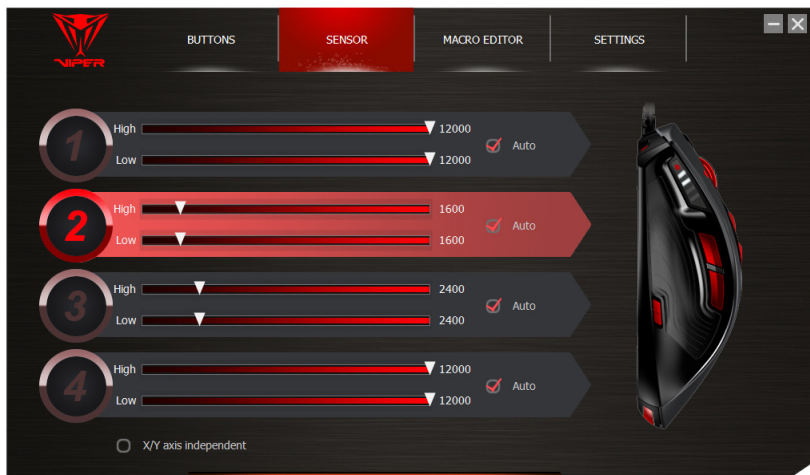 VIPER
BUTTONS SENSOR MACRO EDITOR SETTINGS
1
High 12000
Low 12000
Auto
2
High 1600
Low 1600
Auto
3
High 2400
Low 2400
Auto
4
High 12000
Low 12000
Auto
X/Y axis independent